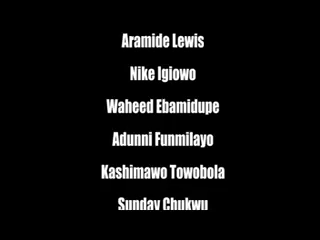 Aramide Lewis
Nike Igiowo
Waheed Ebamidupe
Adunni Funmilayo
Kashimawo Towobola
Sunday Chukwu